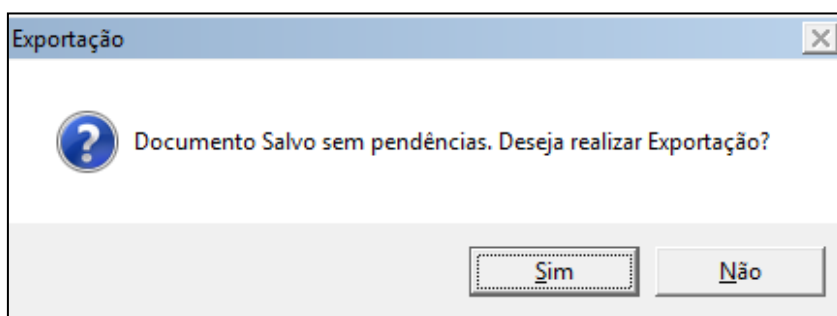 Exportação
Documento Salvo sem pendências. Deseja realizar Exportação?
Sim
Não